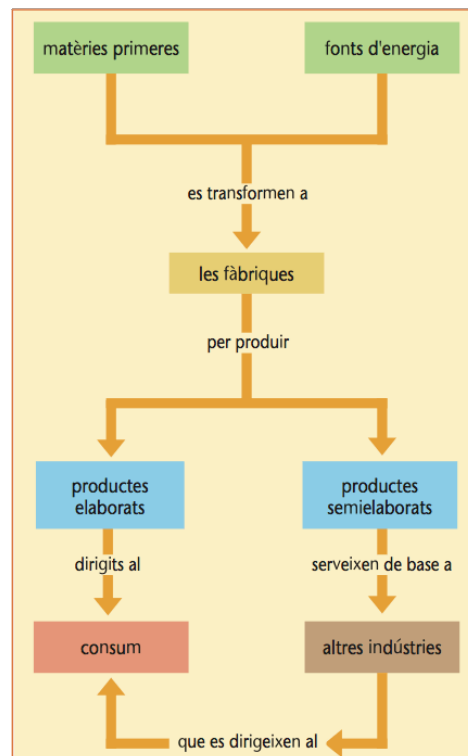 matèries primeres
fonts d'energia
es transformen a
les fàbriques
per produir
productes
elaborats
productes
semielaborats
dirigits al
serveixen de base a
consum
altres indústries
que es dirigeixen al